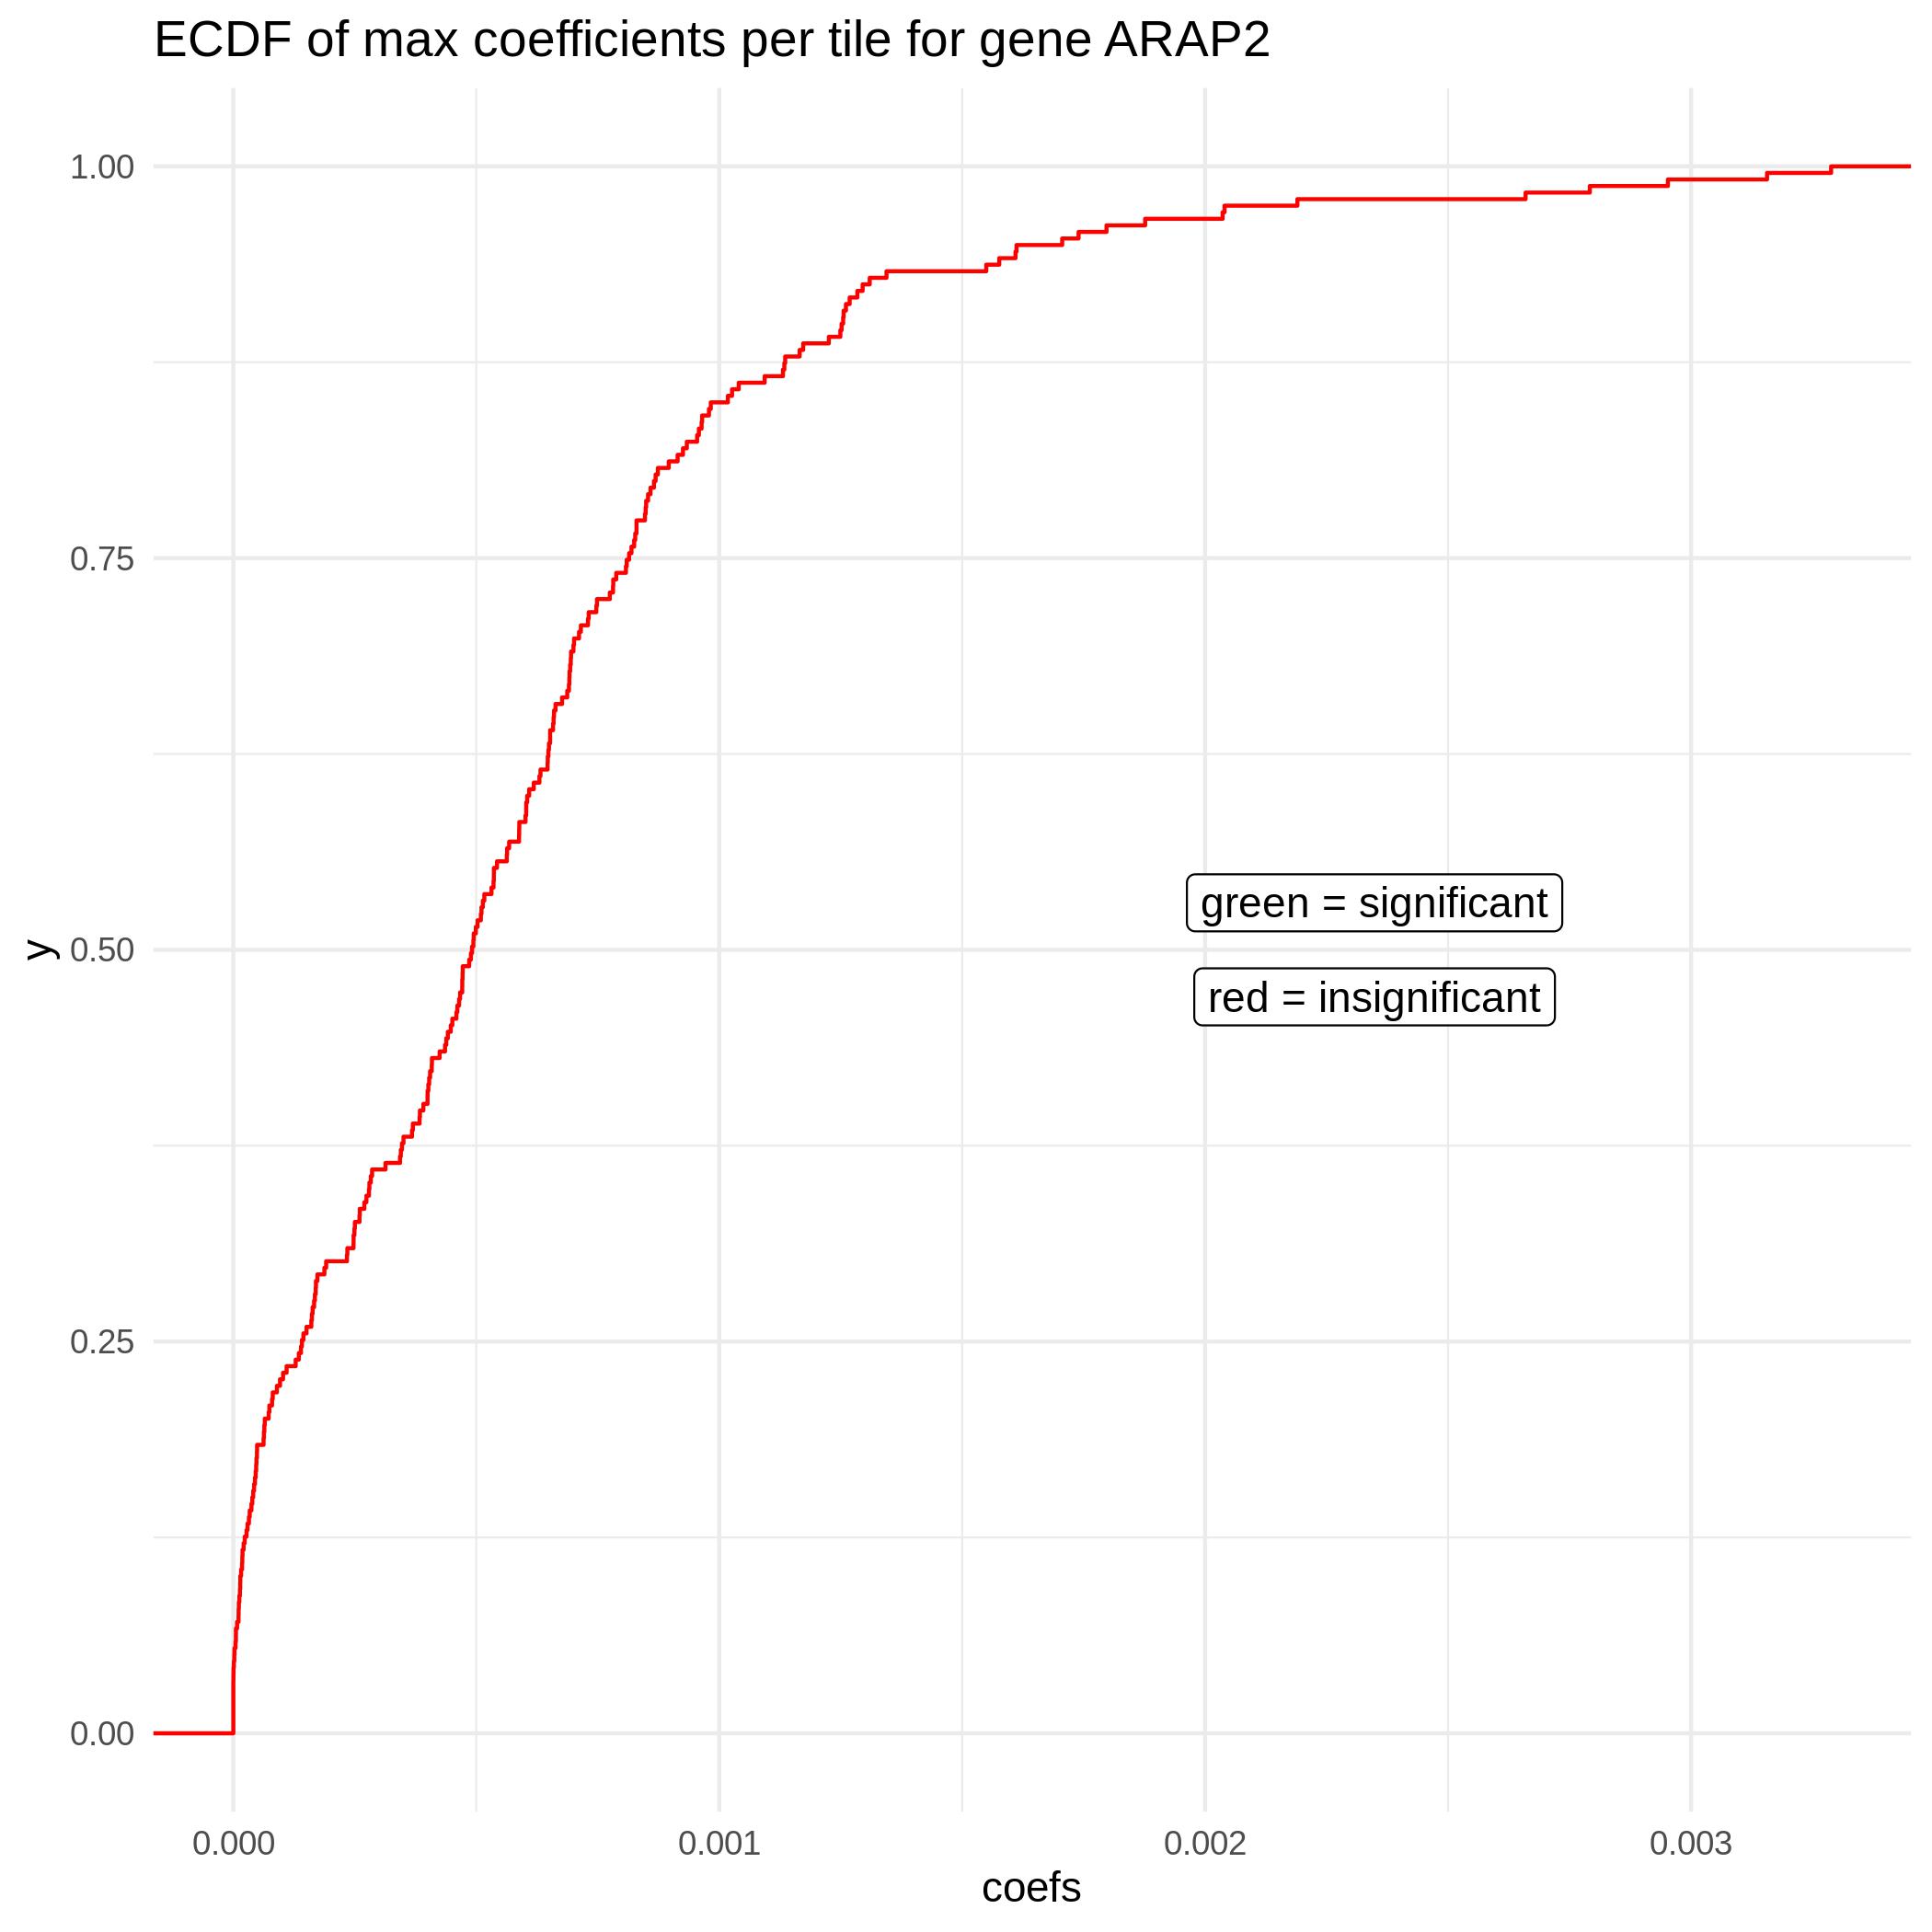 ECDF of max coefficients per tile for gene ARAP2
1.00
0.75
green = significant
y
0.50
red = insignificant
0.25
0.00
0.000 0.001 0.002 0.003
coefs